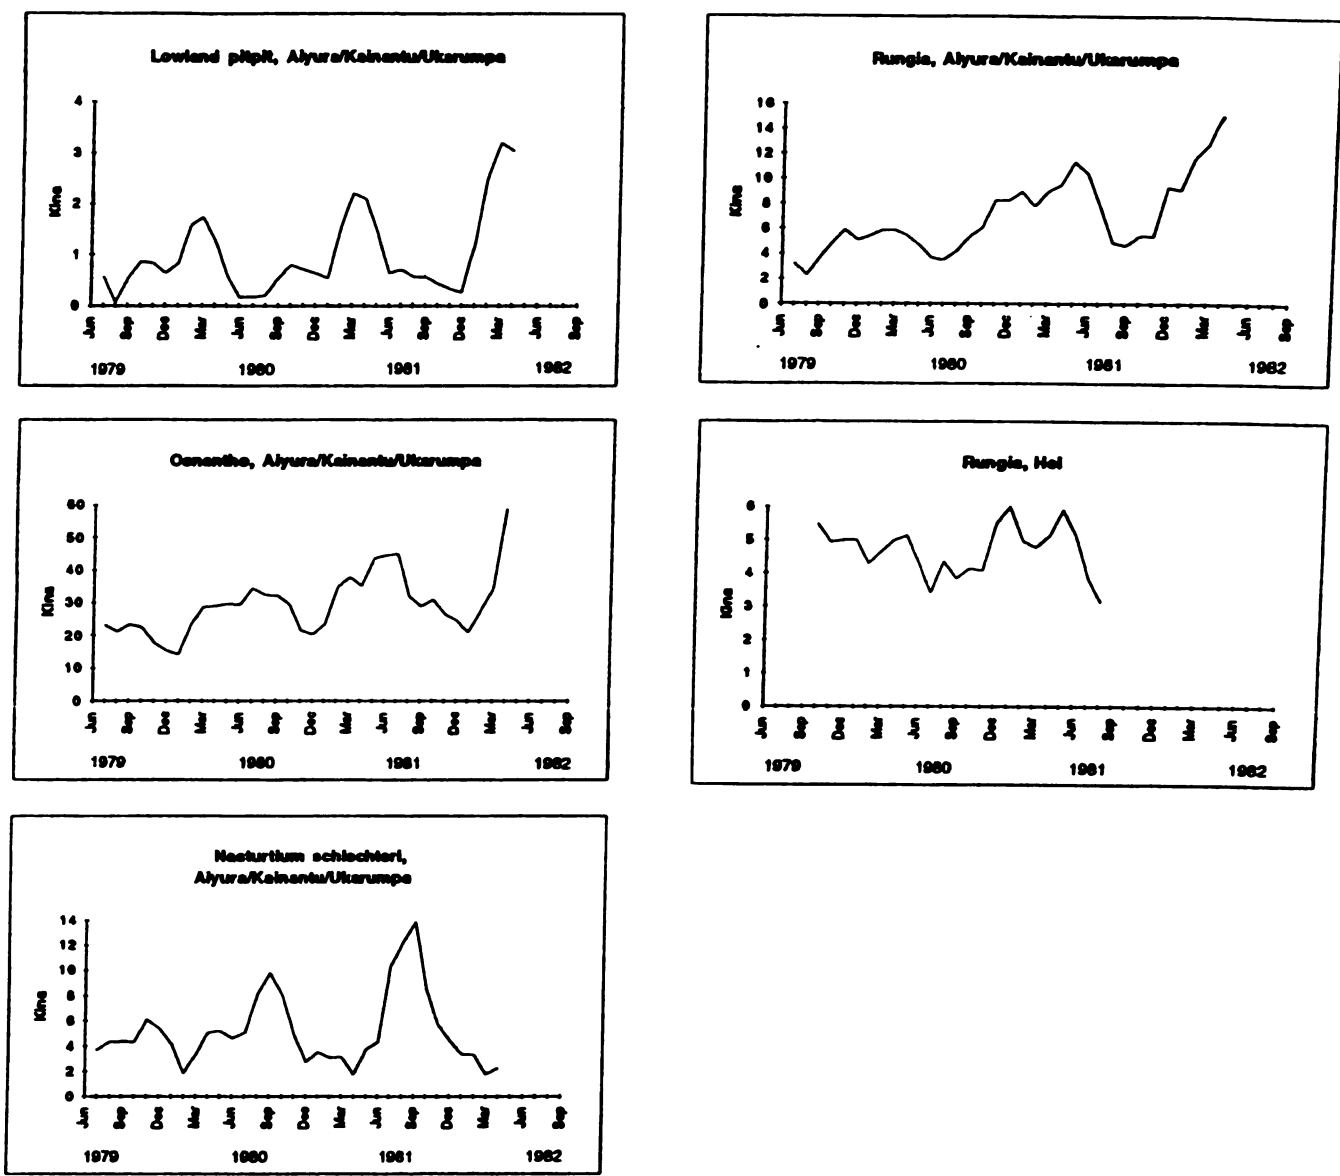 Lowland pitpit, Aiyura/Kainantu/Ukarumpa
4
3
2
1
0
Kina
Jun Sep Dec Mar Jun Sep Dec Mar Jun Sep Dec Mar Jun Sep
1979 1980 1981 1982
Rungia, Aiyura/Kainantu/Ukarumpa
16
14
12
10
8
6
4
2
0
Kina
Jun Sep Dec Mar Jun Sep Dec Mar Jun Sep Dec Mar Jun Sep
1979 1980 1981 1982
Oenanthe, Aiyura/Kainantu/Ukarumpa
60
50
40
30
20
10
0
Kina
Jun Sep Dec Mar Jun Sep Dec Mar Jun Sep Dec Mar Jun Sep
1979 1980 1981 1982
Rungia, Hol
6
5
4
3
2
1
0
Kina
Jun Sep Dec Mar Jun Sep Dec Mar Jun Sep Dec Mar Jun Sep
1979 1980 1981 1982
Nasturtium schlechteri,
Aiyura/Kainantu/Ukarumpa
14
12
10
8
6
4
2
0
Kina
Jun Sep Dec Mar Jun Sep Dec Mar Jun Sep Dec Mar Jun Sep
1979 1980 1981 1982